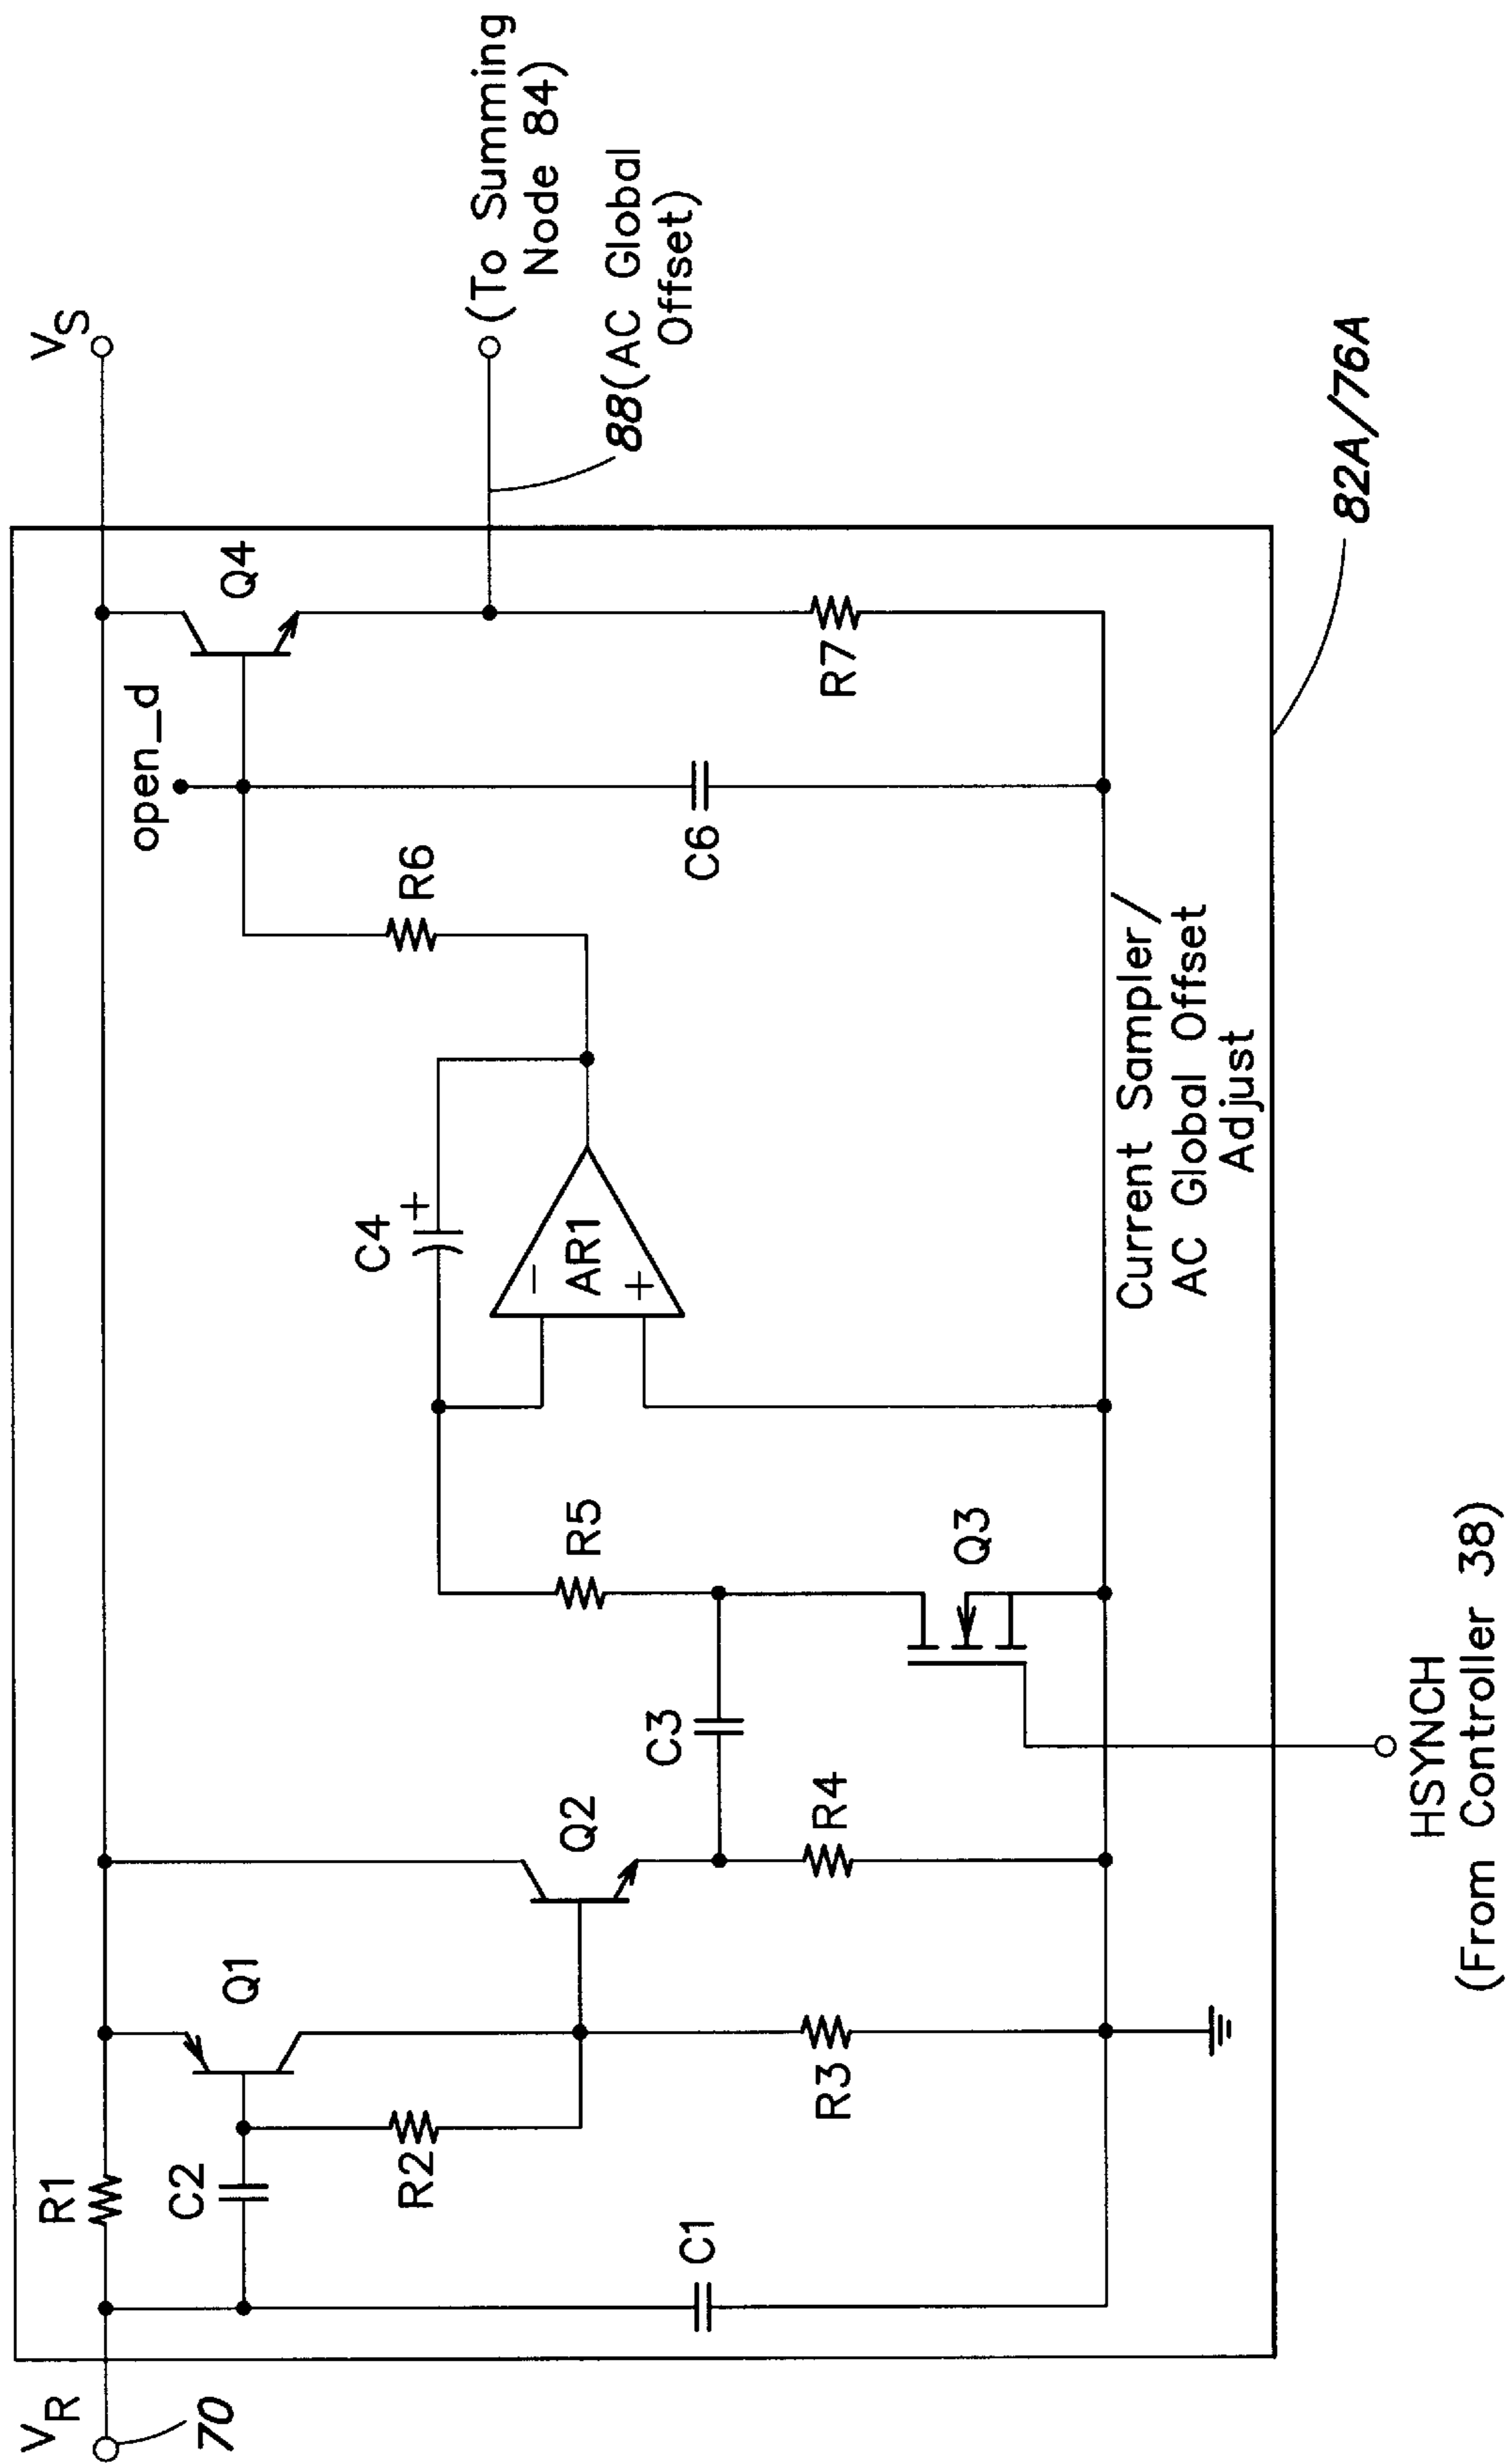 V_R
70
R1
C2
C1
R2
Q1
R3
Q2
R4
C3
R5
Q3
C4
+
AR1
−
+
R6
open_d
C6
Q4
R7
V_S
(To Summing
Node 84)
88(AC Global
Offset)
Current Sampler/
AC Global Offset
Adjust
82A/76A
HSYNCH
(From Controller 38)